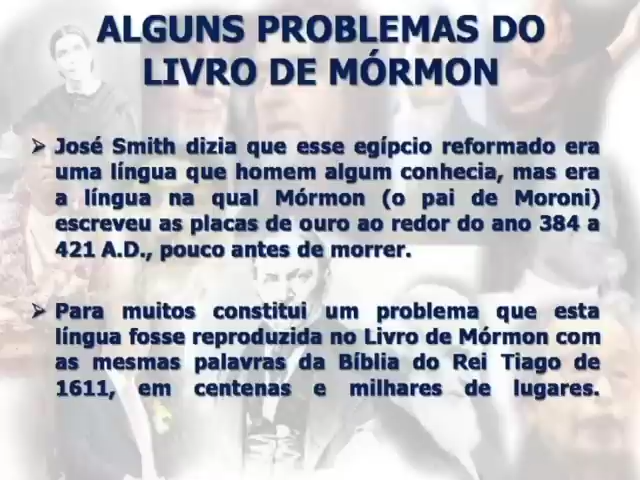 ALGUNS PROBLEMAS DO
LIVRO DE MÓRMON
➢ José Smith dizia que esse egípcio reformado era
uma língua que homem algum conhecia, mas era
a língua na qual Mórmon (o pai de Moroni)
escreveu as placas de ouro ao redor do ano 384 a
421 A.D., pouco antes de morrer.
➢ Para muitos constitui um problema que esta
língua fosse reproduzida no Livro de Mórmon com
as mesmas palavras da Bíblia do Rei Tiago de
1611, em centenas e milhares de lugares.